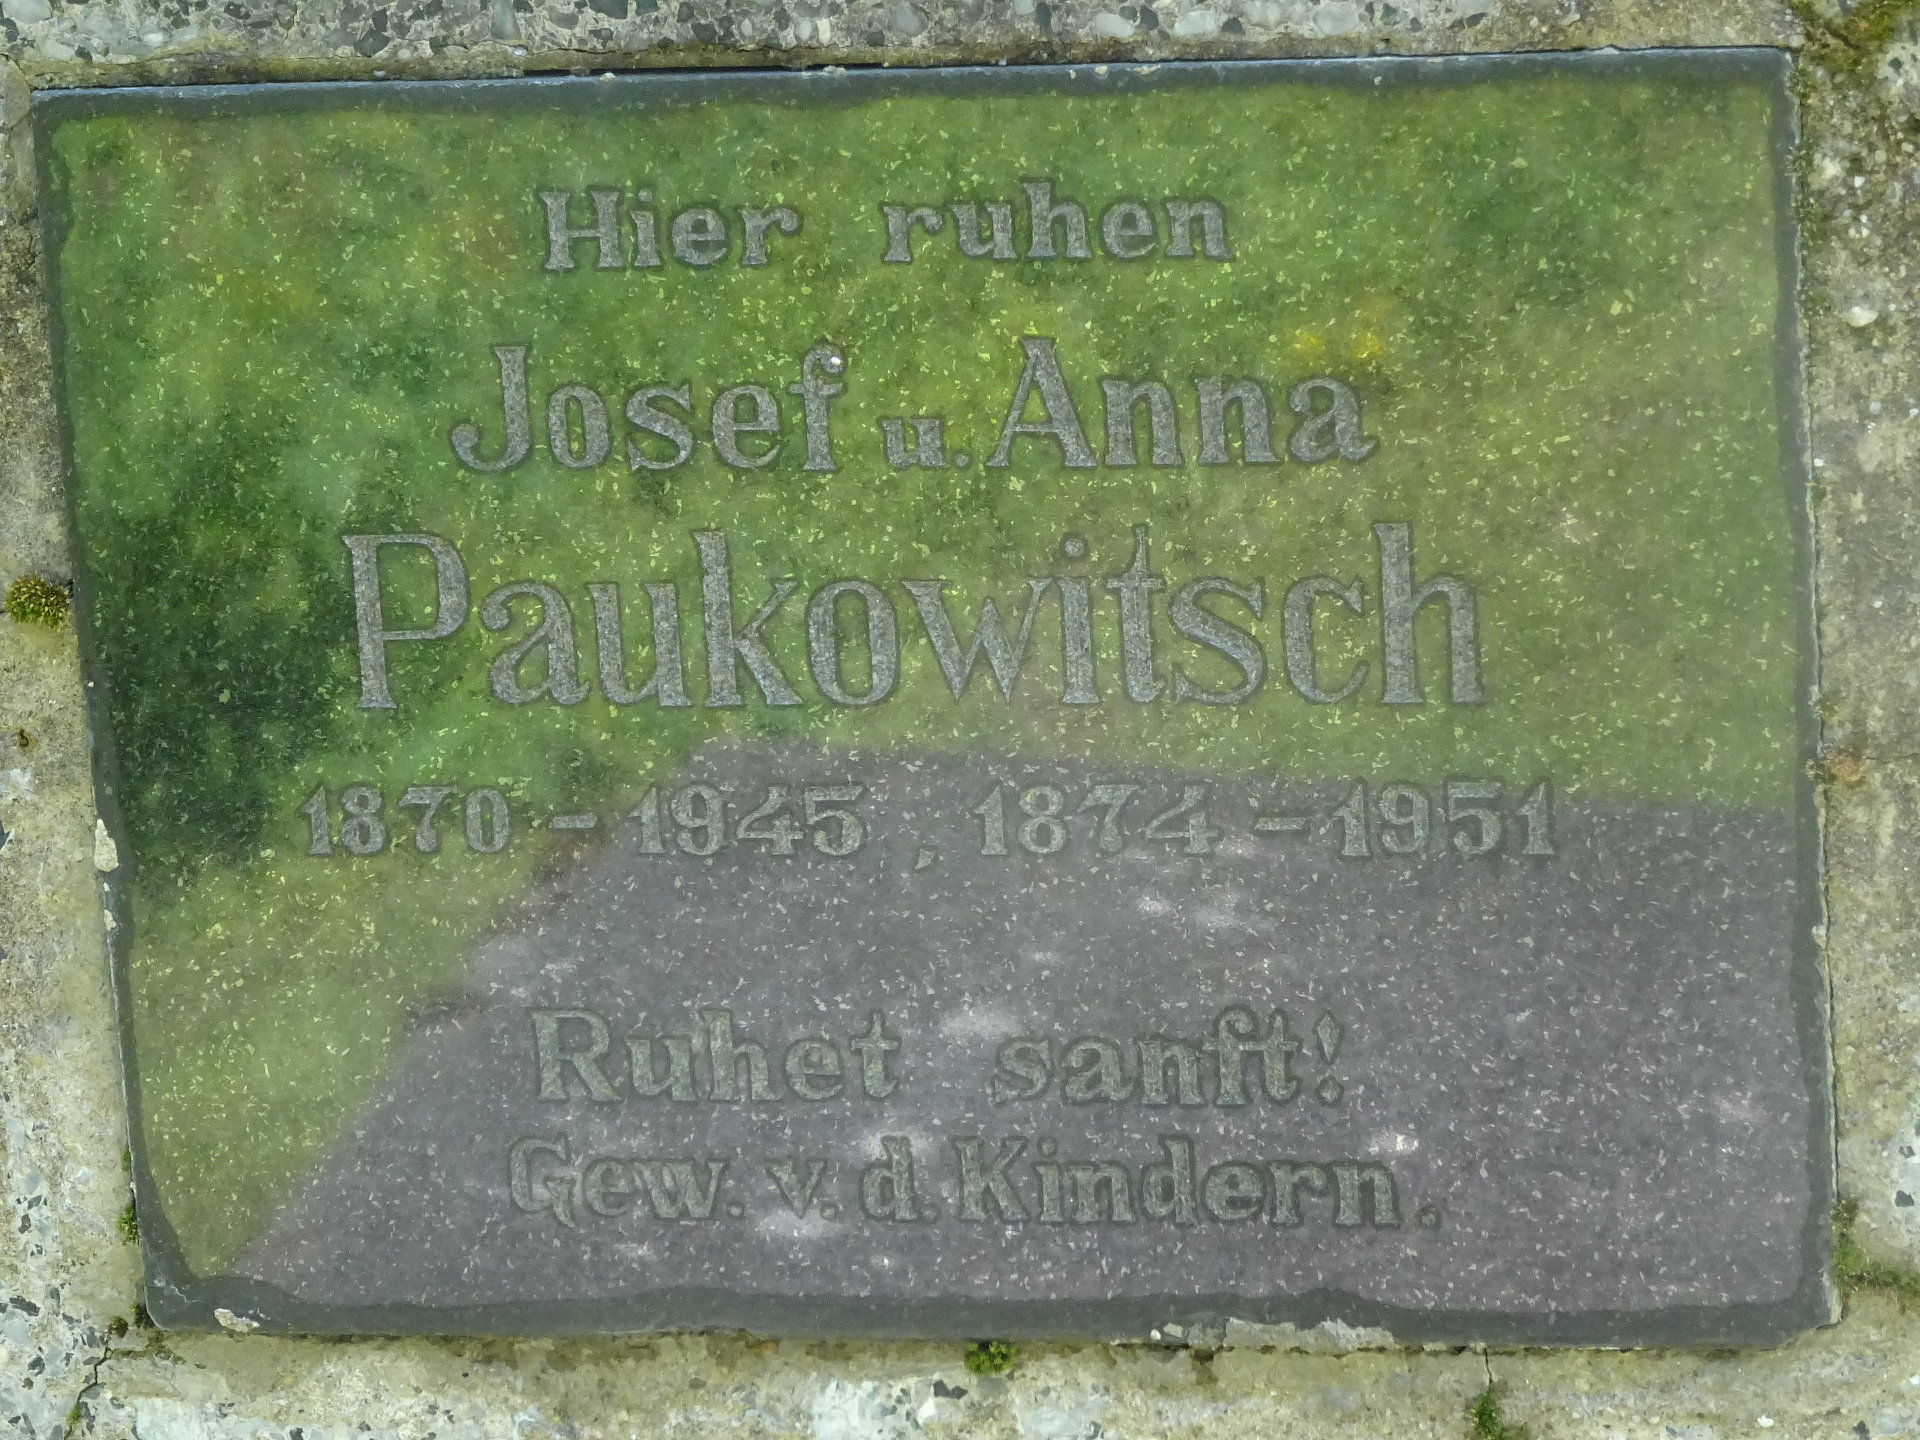 Hier ruhen
Josef u. Anna
Paukowitsch
1870 - 1945, 1874 - 1951
Ruhet sanft!
Gew. v. d. Kindern.